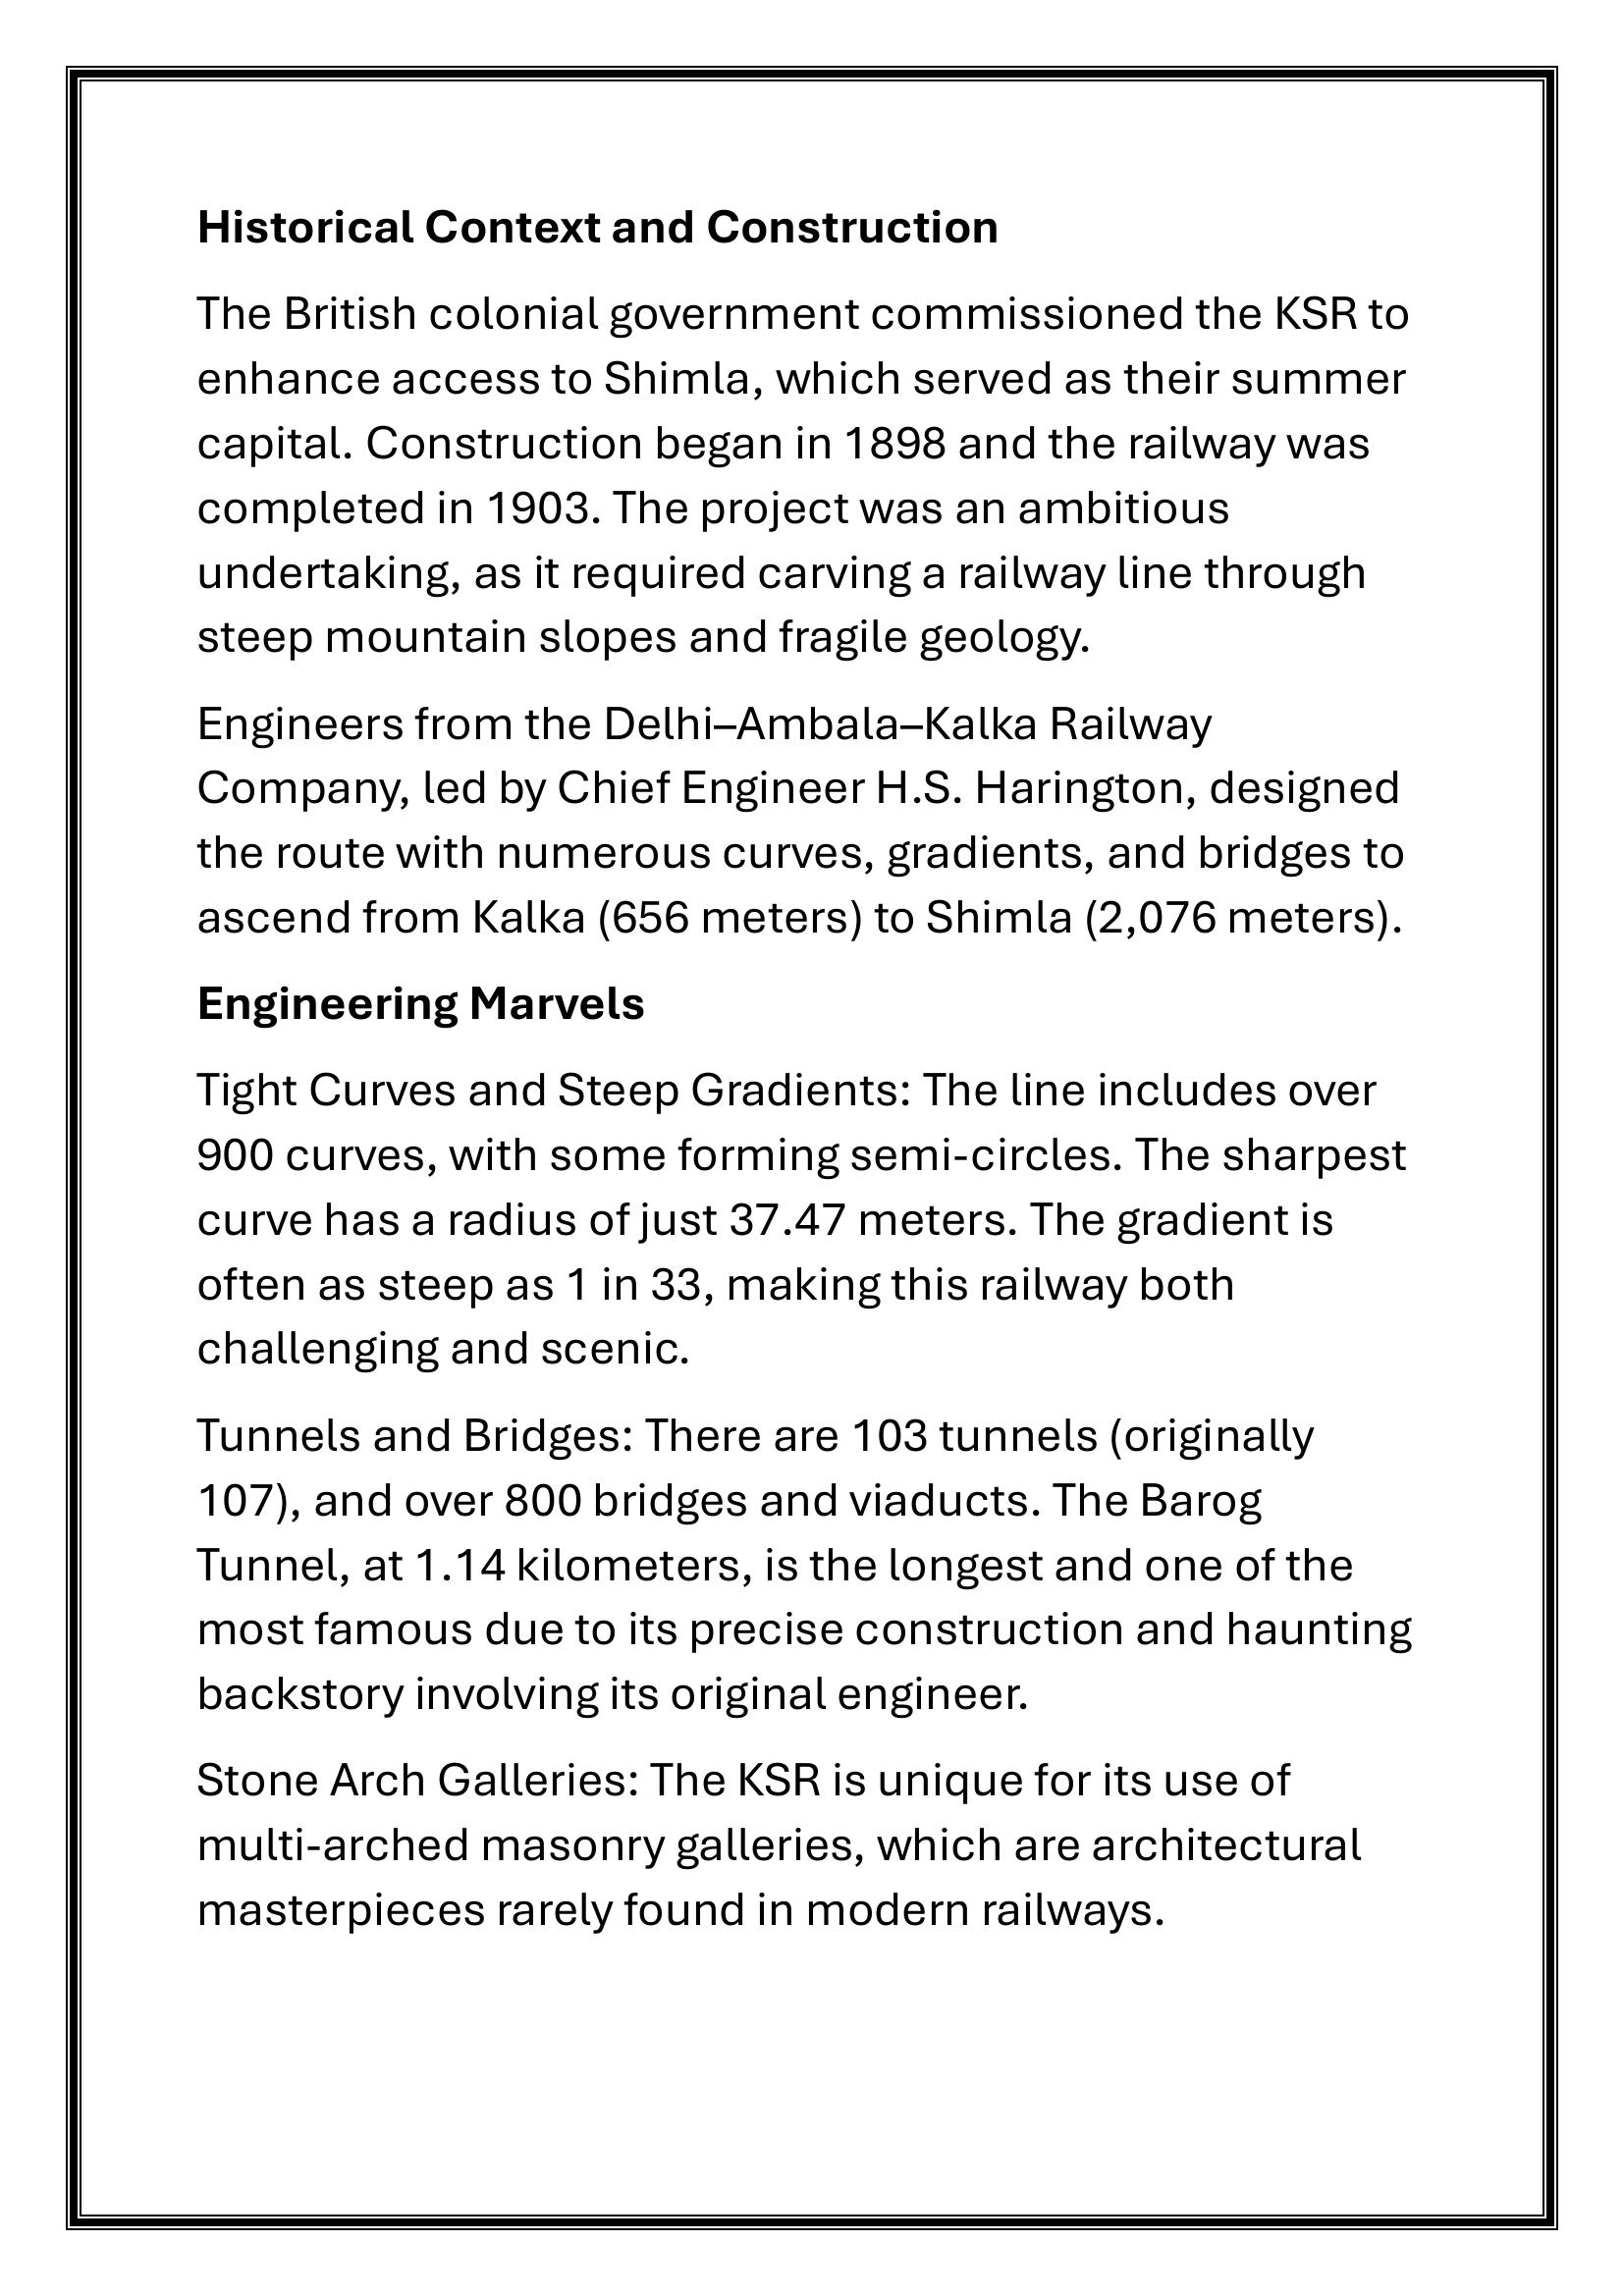 Historical Context and Construction
The British colonial government commissioned the KSR to
enhance access to Shimla, which served as their summer
capital. Construction began in 1898 and the railway was
completed in 1903. The project was an ambitious
undertaking, as it required carving a railway line through
steep mountain slopes and fragile geology.
Engineers from the Delhi–Ambala–Kalka Railway
Company, led by Chief Engineer H.S. Harington, designed
the route with numerous curves, gradients, and bridges to
ascend from Kalka (656 meters) to Shimla (2,076 meters).
Engineering Marvels
Tight Curves and Steep Gradients: The line includes over
900 curves, with some forming semi-circles. The sharpest
curve has a radius of just 37.47 meters. The gradient is
often as steep as 1 in 33, making this railway both
challenging and scenic.
Tunnels and Bridges: There are 103 tunnels (originally
107), and over 800 bridges and viaducts. The Barog
Tunnel, at 1.14 kilometers, is the longest and one of the
most famous due to its precise construction and haunting
backstory involving its original engineer.
Stone Arch Galleries: The KSR is unique for its use of
multi-arched masonry galleries, which are architectural
masterpieces rarely found in modern railways.